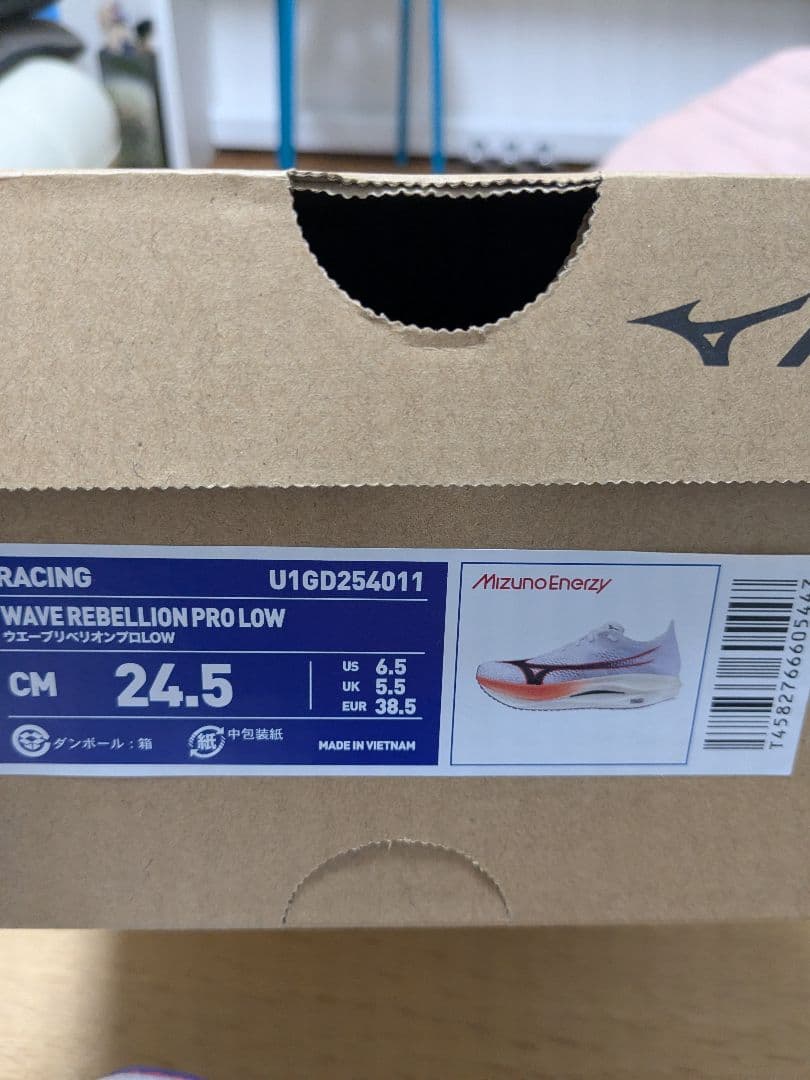 RACING U1GD254011
WAVE REBELLION PRO LOW
ウエーブリベリオンプロLOW
CM 24.5
US 6.5
UK 5.5
EUR 38.5
ダンボール：箱
紙 中包装紙
MADE IN VIETNAM
MizunoEnerzy